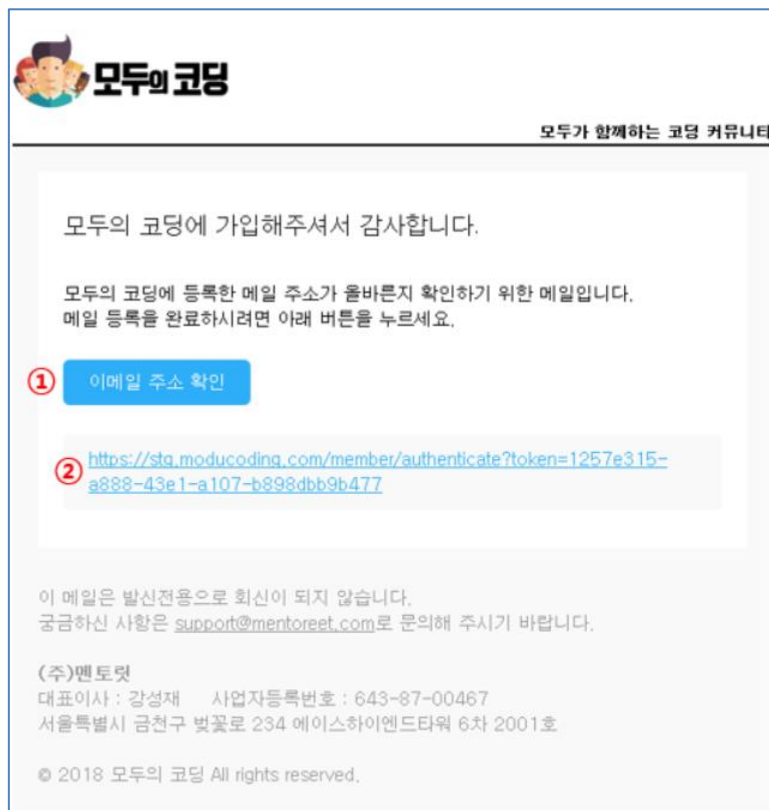 모두의 코딩
모두가 함께하는 코딩 커뮤니티
모두의 코딩에 가입해주셔서 감사합니다.
모두의 코딩에 등록한 메일 주소가 올바른지 확인하기 위한 메일입니다.
메일 등록을 완료하시려면 아래 버튼을 누르세요.
① 이메일 주소 확인
② https://stg.moducoding.com/member/authenticate?token=1257e315-
a888-43e1-a107-b898dbb9b477
이 메일은 발신전용으로 회신이 되지 않습니다.
궁금하신 사항은 support@mentoreet.com로 문의해 주시기 바랍니다.
(주)멘토릿
대표이사 : 강성재 사업자등록번호 : 643-87-00467
서울특별시 금천구 벚꽃로 234 에이스하이엔드타워 6차 2001호
© 2018 모두의 코딩 All rights reserved.